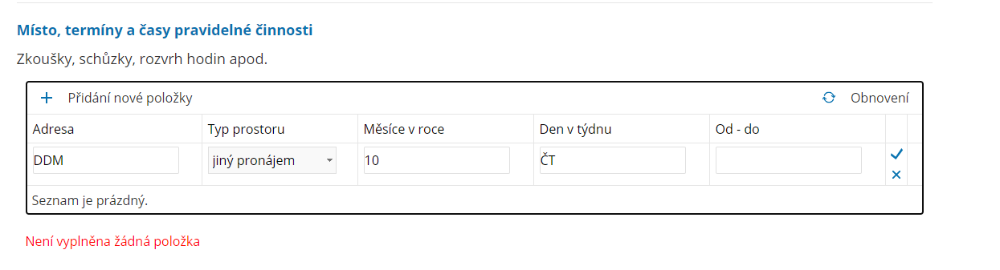 Místo, termíny a časy pravidelné činnosti
Zkoušky, schůzky, rozvrh hodin apod.
Přidání nové položky Obnovení
Adresa Typ prostoru Měsíce v roce Den v týdnu Od - do
DDM jiný pronájem 10 ČT
Seznam je prázdný.
Není vyplněna žádná položka